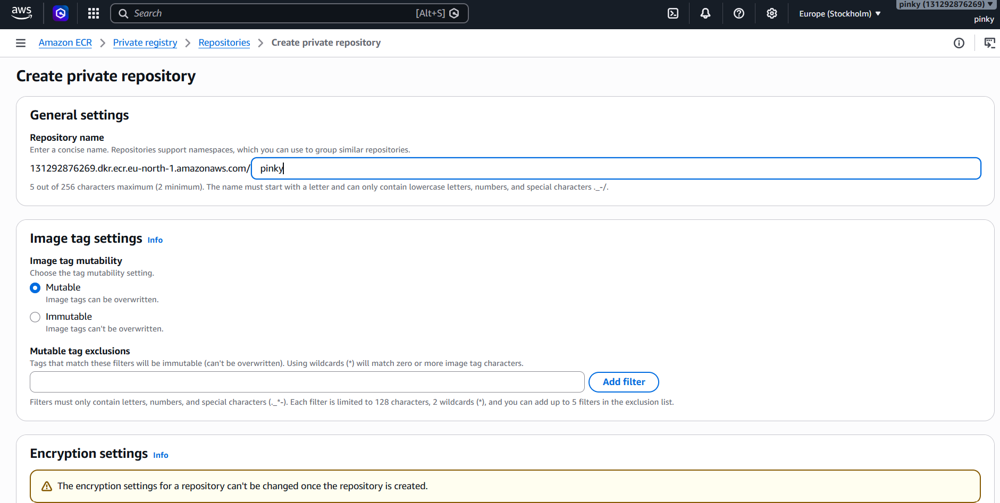 aws
Search [Alt+S]
Europe (Stockholm)
pinky (131292876269)
pinky
Amazon ECR
Private registry
Repositories
Create private repository
Create private repository
General settings
Repository name
Enter a concise name. Repositories support namespaces, which you can use to group similar repositories.
131292876269.dkr.ecr.eu-north-1.amazonaws.com/ pinky
5 out of 256 characters maximum (2 minimum). The name must start with a letter and can only contain lowercase letters, numbers, and special characters ._-/.
Image tag settings Info
Image tag mutability
Choose the tag mutability setting.
Mutable
Image tags can be overwritten.
Immutable
Image tags can't be overwritten.
Mutable tag exclusions
Tags that match these filters will be immutable (can't be overwritten). Using wildcards (*) will match zero or more image tag characters.
Add filter
Filters must only contain letters, numbers, and special characters (._*-). Each filter is limited to 128 characters, 2 wildcards (*), and you can add up to 5 filters in the exclusion list.
Encryption settings Info
The encryption settings for a repository can't be changed once the repository is created.